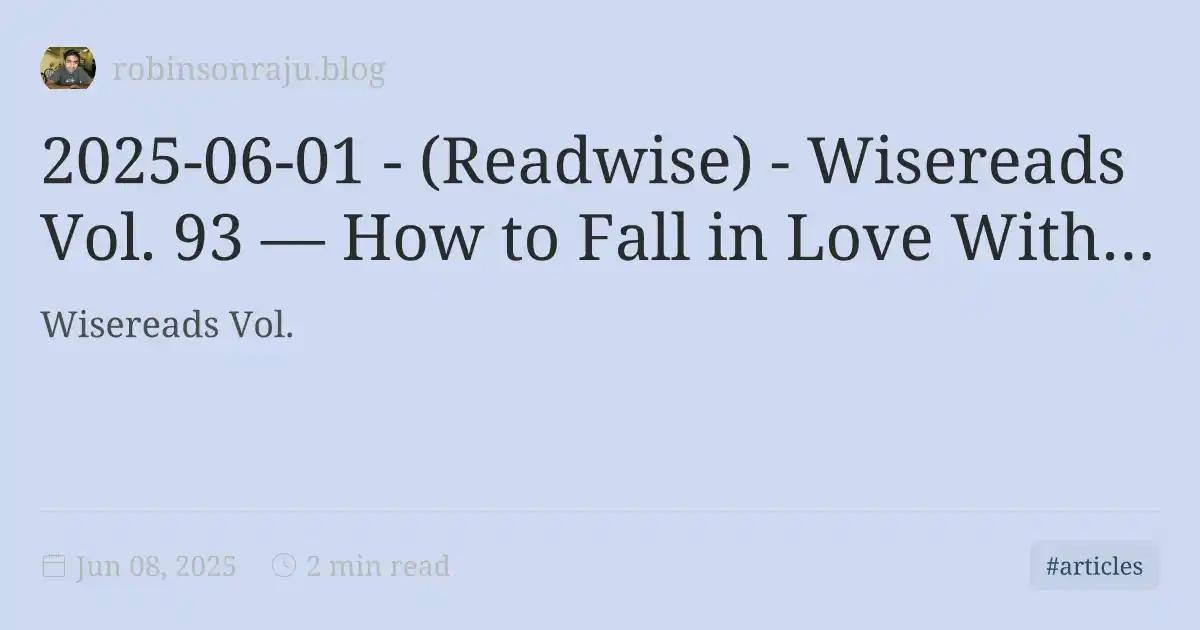 robinsonraju.blog
2025-06-01 - (Readwise) - Wisereads
Vol. 93 — How to Fall in Love With...
Wisereads Vol.
Jun 08, 2025 2 min read #articles